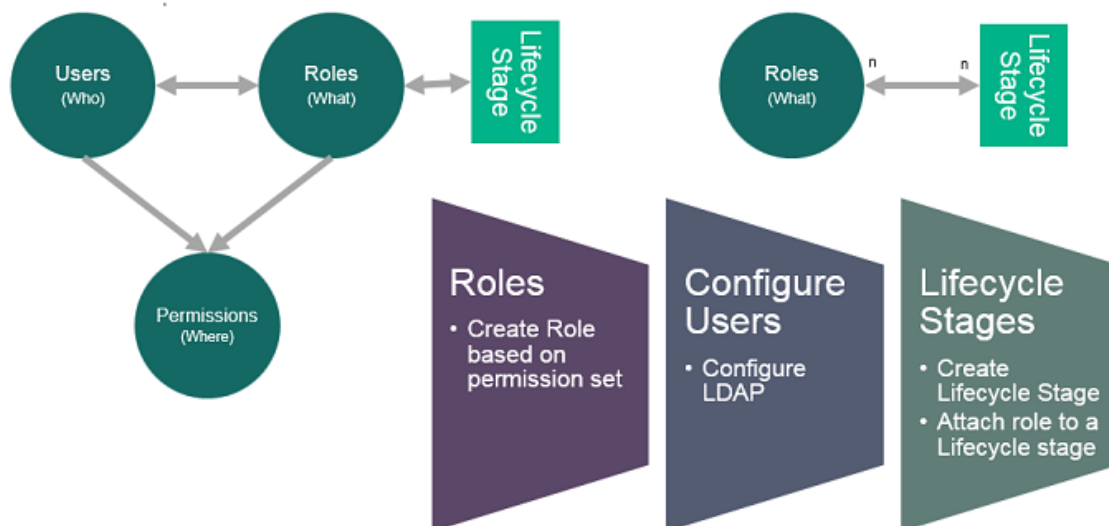 Users
(Who)
Roles
(What)
Lifecycle
Stage
Roles
(What)
n
n
Lifecycle
Stage
Permissions
(Where)
Roles
• Create Role
based on
permission set
Configure
Users
• Configure
LDAP
Lifecycle
Stages
• Create
Lifecycle Stage
• Attach role to a
Lifecycle stage